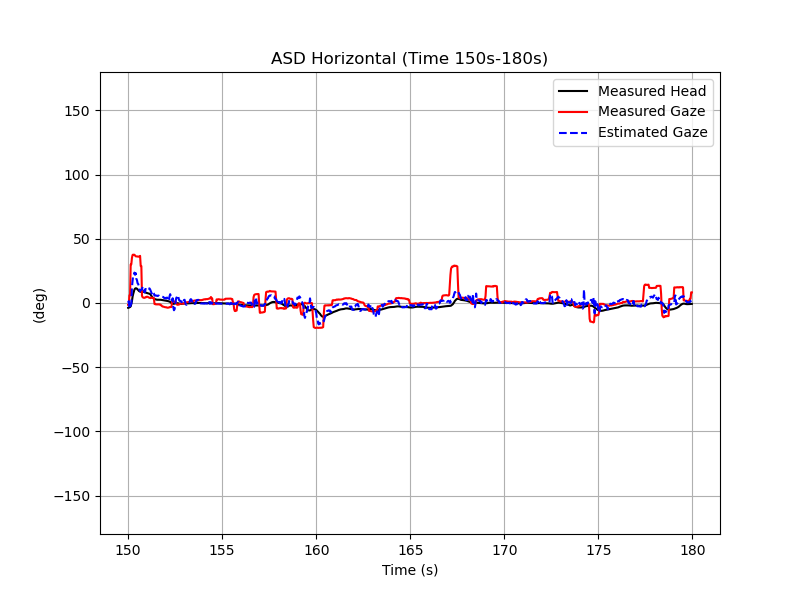 ASD Horizontal (Time 150s-180s)
Measured Head
Measured Gaze
Estimated Gaze
150
100
50
0
−50
−100
−150
(deg)
150 155 160 165 170 175 180
Time (s)